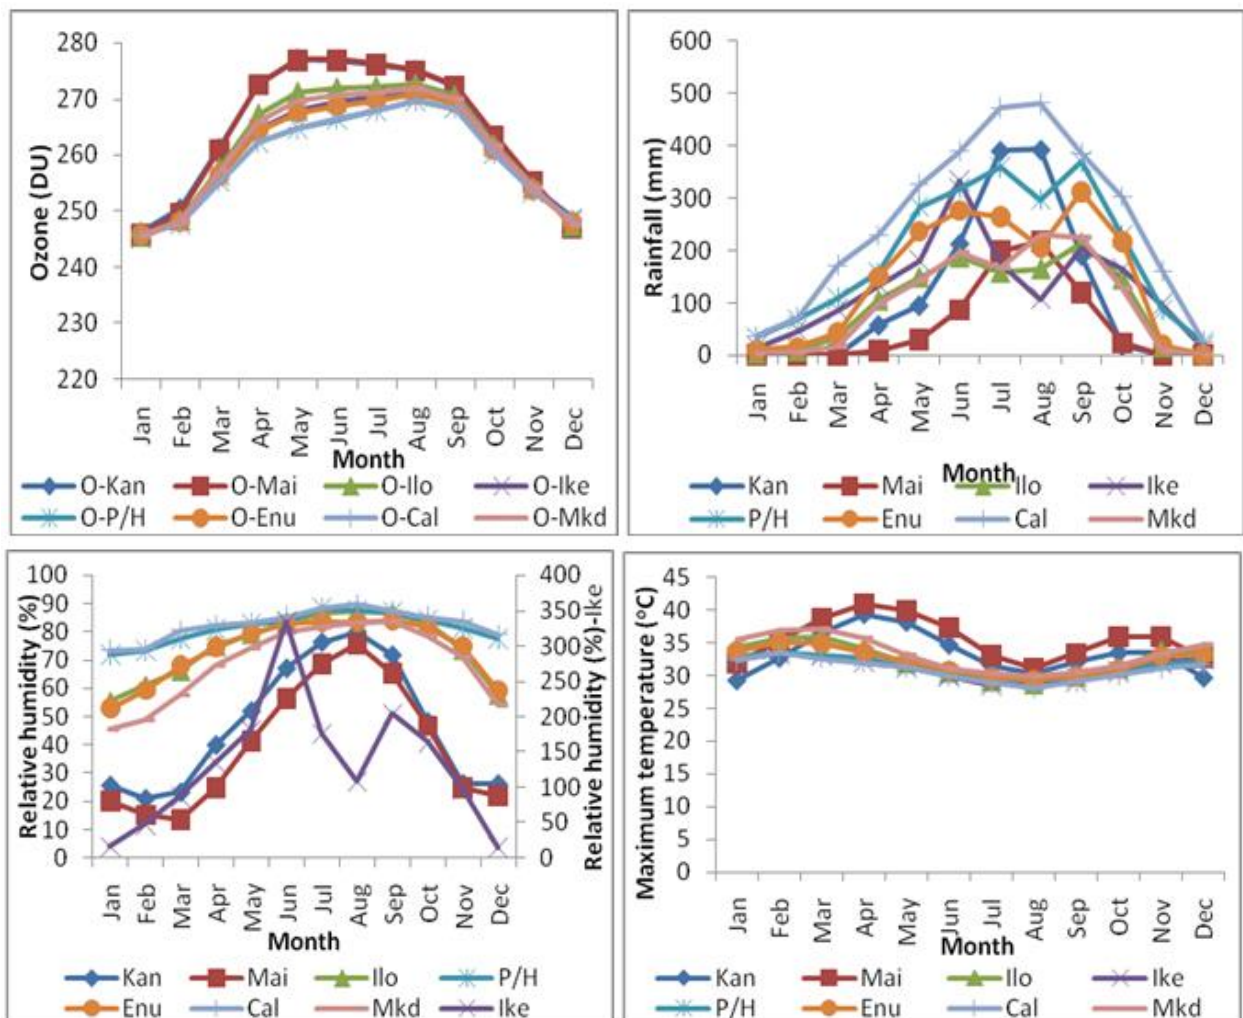 280
270
260
250
240
230
220
Ozone (DU)
Jan Feb Mar Apr May Jun Jul Aug Sep Oct Nov Dec
Month
O-Kan O-Mai O-Ilo O-Ike
O-P/H O-Enu O-Cal O-Mkd
600
500
400
300
200
100
0
Rainfall (mm)
Jan Feb Mar Apr May Jun Jul Aug Sep Oct Nov Dec
Month
Kan Mai Ilo Ike
P/H Enu Cal Mkd
100
90
80
70
60
50
40
30
20
10
0
Relative humidity (%)
400
350
300
250
200
150
100
50
0
Relative humidity (%)-Ike
Jan Feb Mar Apr May Jun Jul Aug Sep Oct Nov Dec
Month
Kan Mai Ilo P/H
Enu Cal Mkd Ike
45
40
35
30
25
20
15
10
5
0
Maximum temperature (°C)
Jan Feb Mar Apr May Jun Jul Aug Sep Oct Nov Dec
Month
Kan Mai Ilo Ike
P/H Enu Cal Mkd